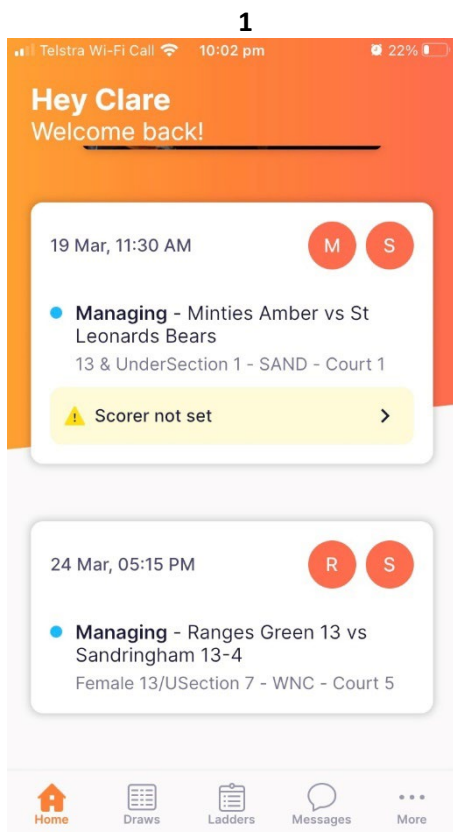 1
Telstra Wi-Fi Call 10:02 pm 22%
Hey Clare
Welcome back!
19 Mar, 11:30 AM M S
Managing - Minties Amber vs St
Leonards Bears
13 & UnderSection 1 - SAND - Court 1
Scorer not set
24 Mar, 05:15 PM R S
Managing - Ranges Green 13 vs
Sandringham 13-4
Female 13/USection 7 - WNC - Court 5
Home Draws Ladders Messages More